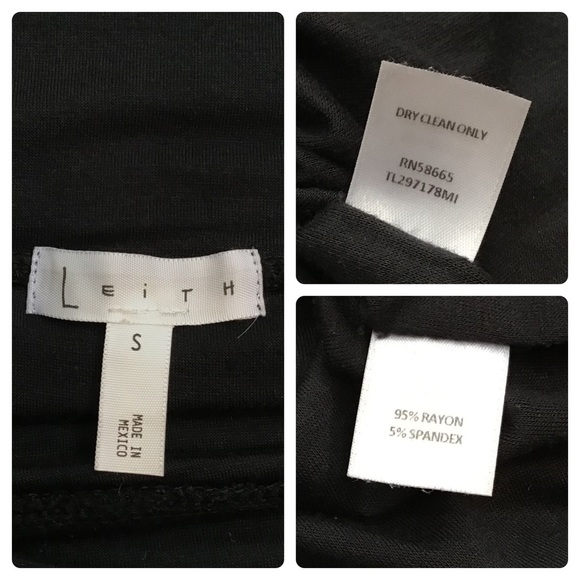 LEiTH
S
MADE IN
MEXICO
DRY CLEAN ONLY
RN58665
TL297178MI
95% RAYON
5% SPANDEX